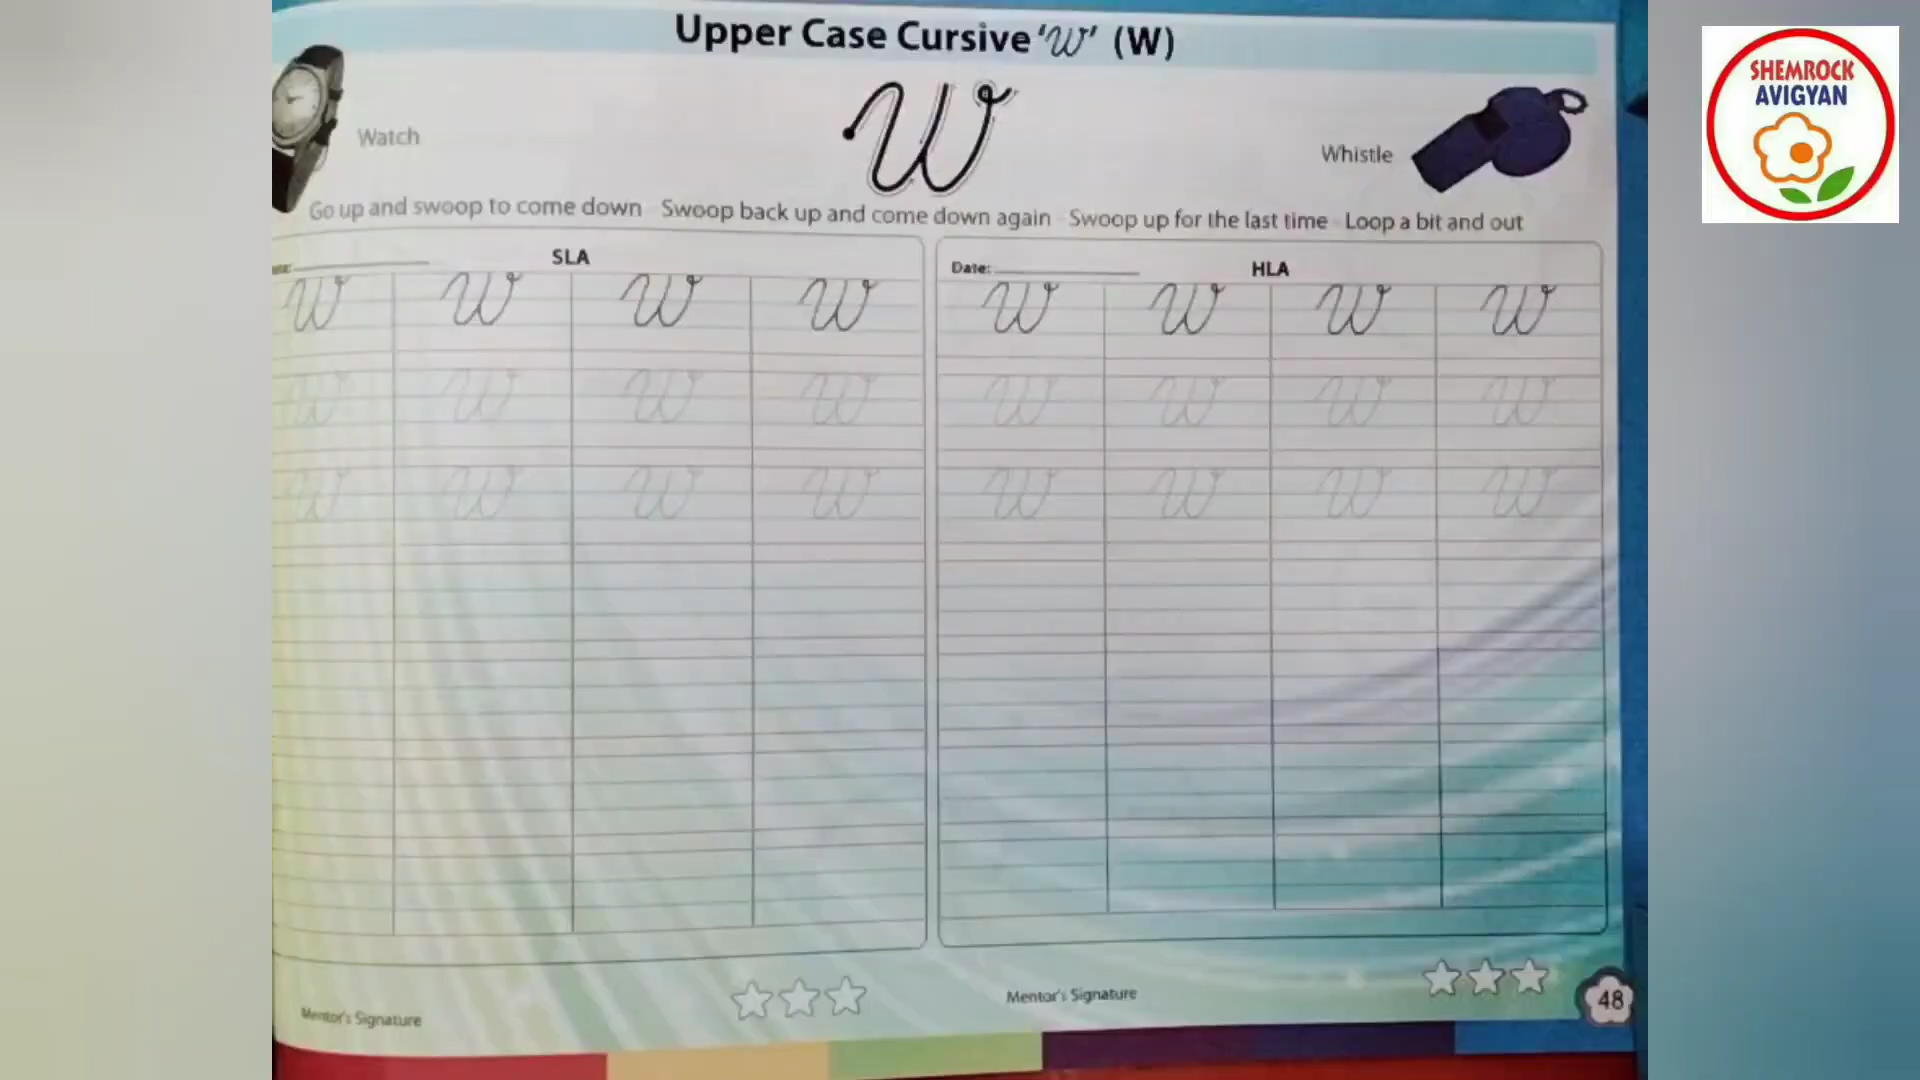 Upper Case Cursive 'W' (W)
SHEMROCK
AVIGYAN
W
Watch
Whistle
Go up and swoop to come down Swoop back up and come down again Swoop up for the last time Loop a bit and out
SLA
Date: HLA
W W W W W W W W
W W W W W W W W
W W W W W W W W
Mentor's Signature
Mentor's Signature
48